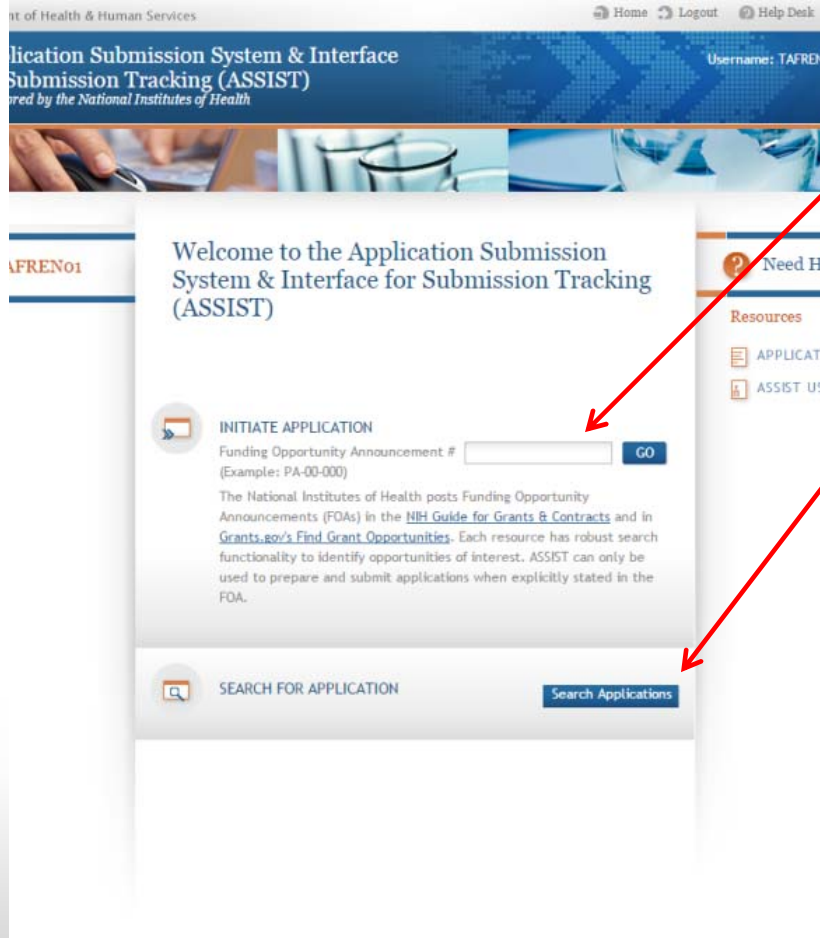 nt of Health & Human Services
Home Logout Help Desk
lication Submission System & Interface
Submission Tracking (ASSIST)
ored by the National Institutes of Health
Username: TAFREN
AFREN01
Welcome to the Application Submission
System & Interface for Submission Tracking
(ASSIST)
INITIATE APPLICATION
Funding Opportunity Announcement # GO
(Example: PA-00-000)
The National Institutes of Health posts Funding Opportunity
Announcements (FOAs) in the NIH Guide for Grants & Contracts and in
Grants.gov's Find Grant Opportunities. Each resource has robust search
functionality to identify opportunities of interest. ASSIST can only be
used to prepare and submit applications when explicitly stated in the
FOA.
SEARCH FOR APPLICATION
Search Applications
? Need H
Resources
APPLICAT
ASSIST US